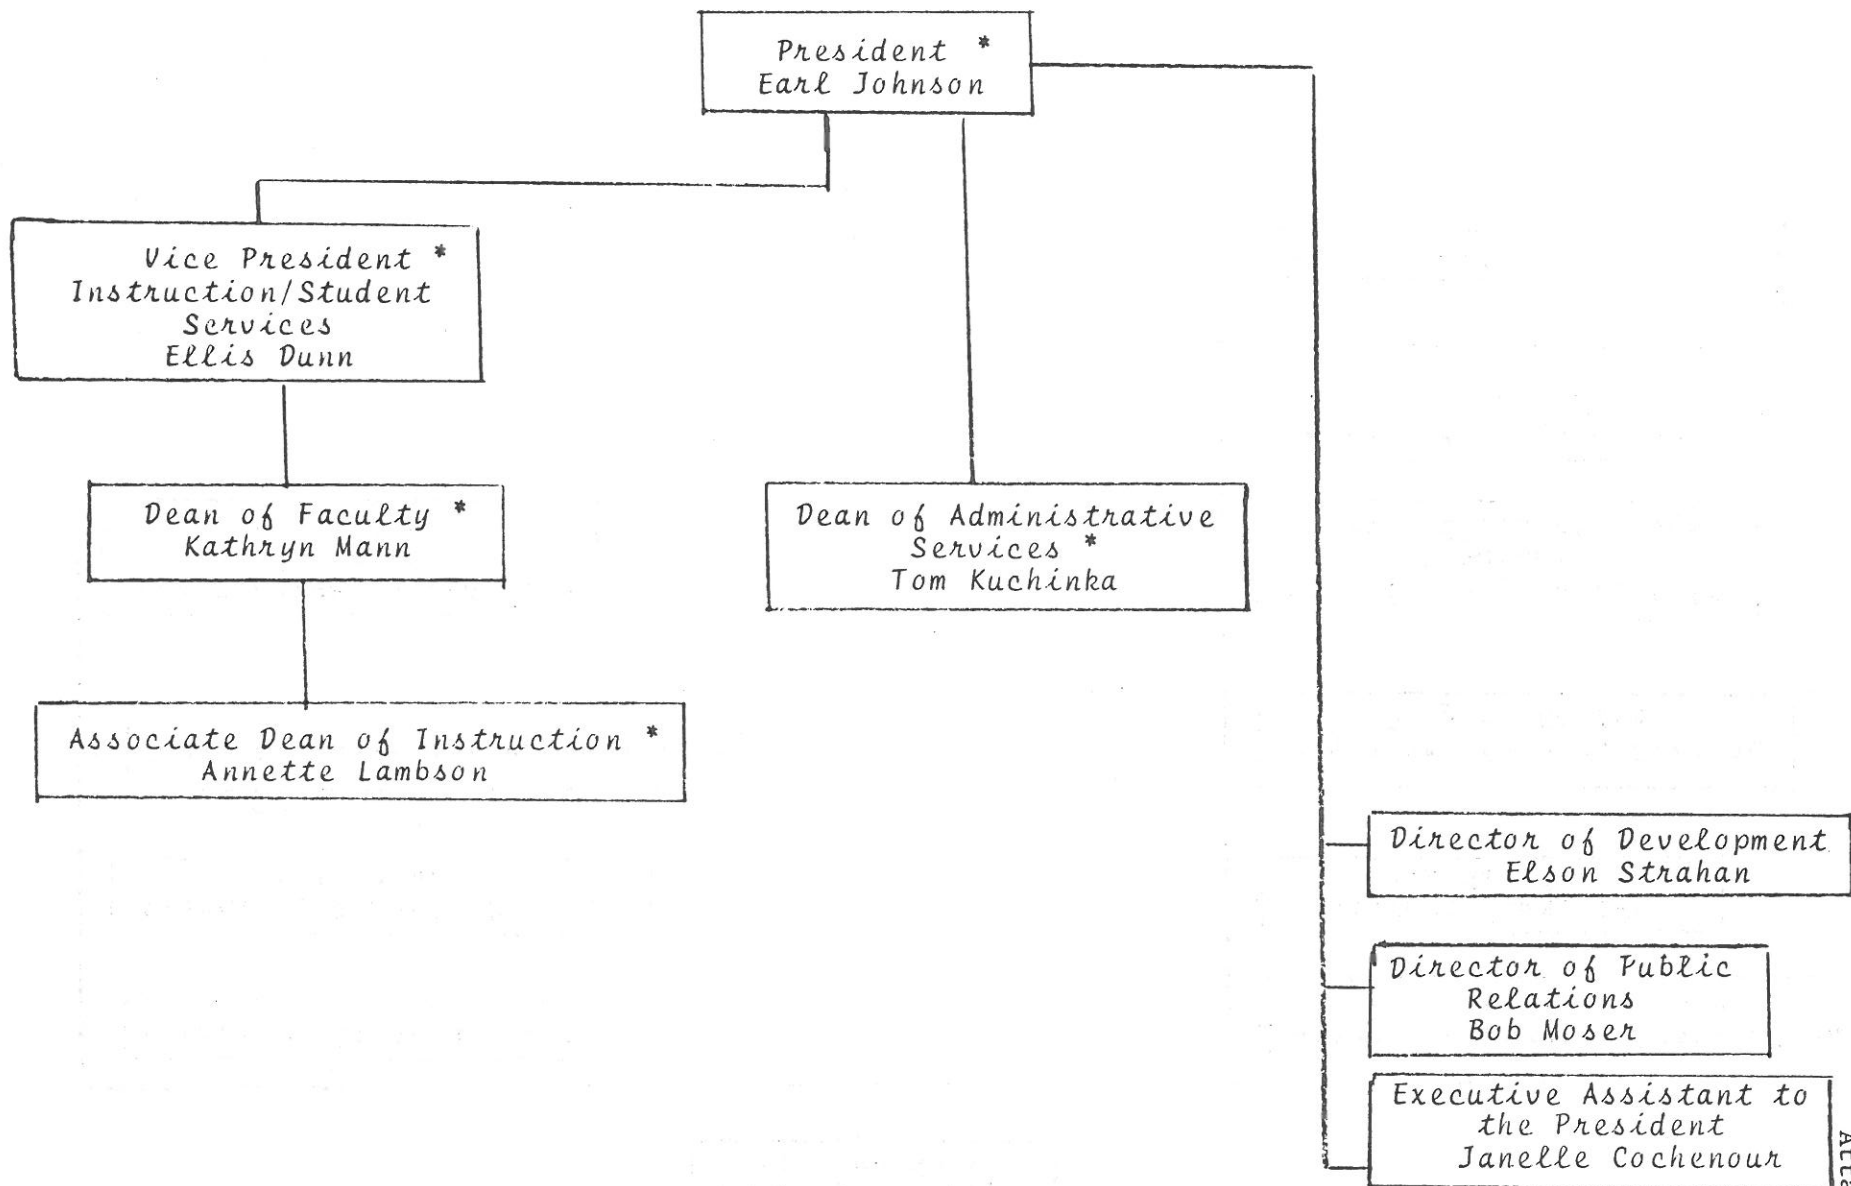 President *
Earl Johnson
Vice President *
Instruction/Student
Services
Ellis Dunn
Dean of Faculty *
Kathryn Mann
Dean of Administrative
Services *
Tom Kuchinka
Associate Dean of Instruction *
Annette Lambson
Director of Development
Elson Strahan
Director of Public
Relations
Bob Moser
Executive Assistant to
the President
Janelle Cochenour